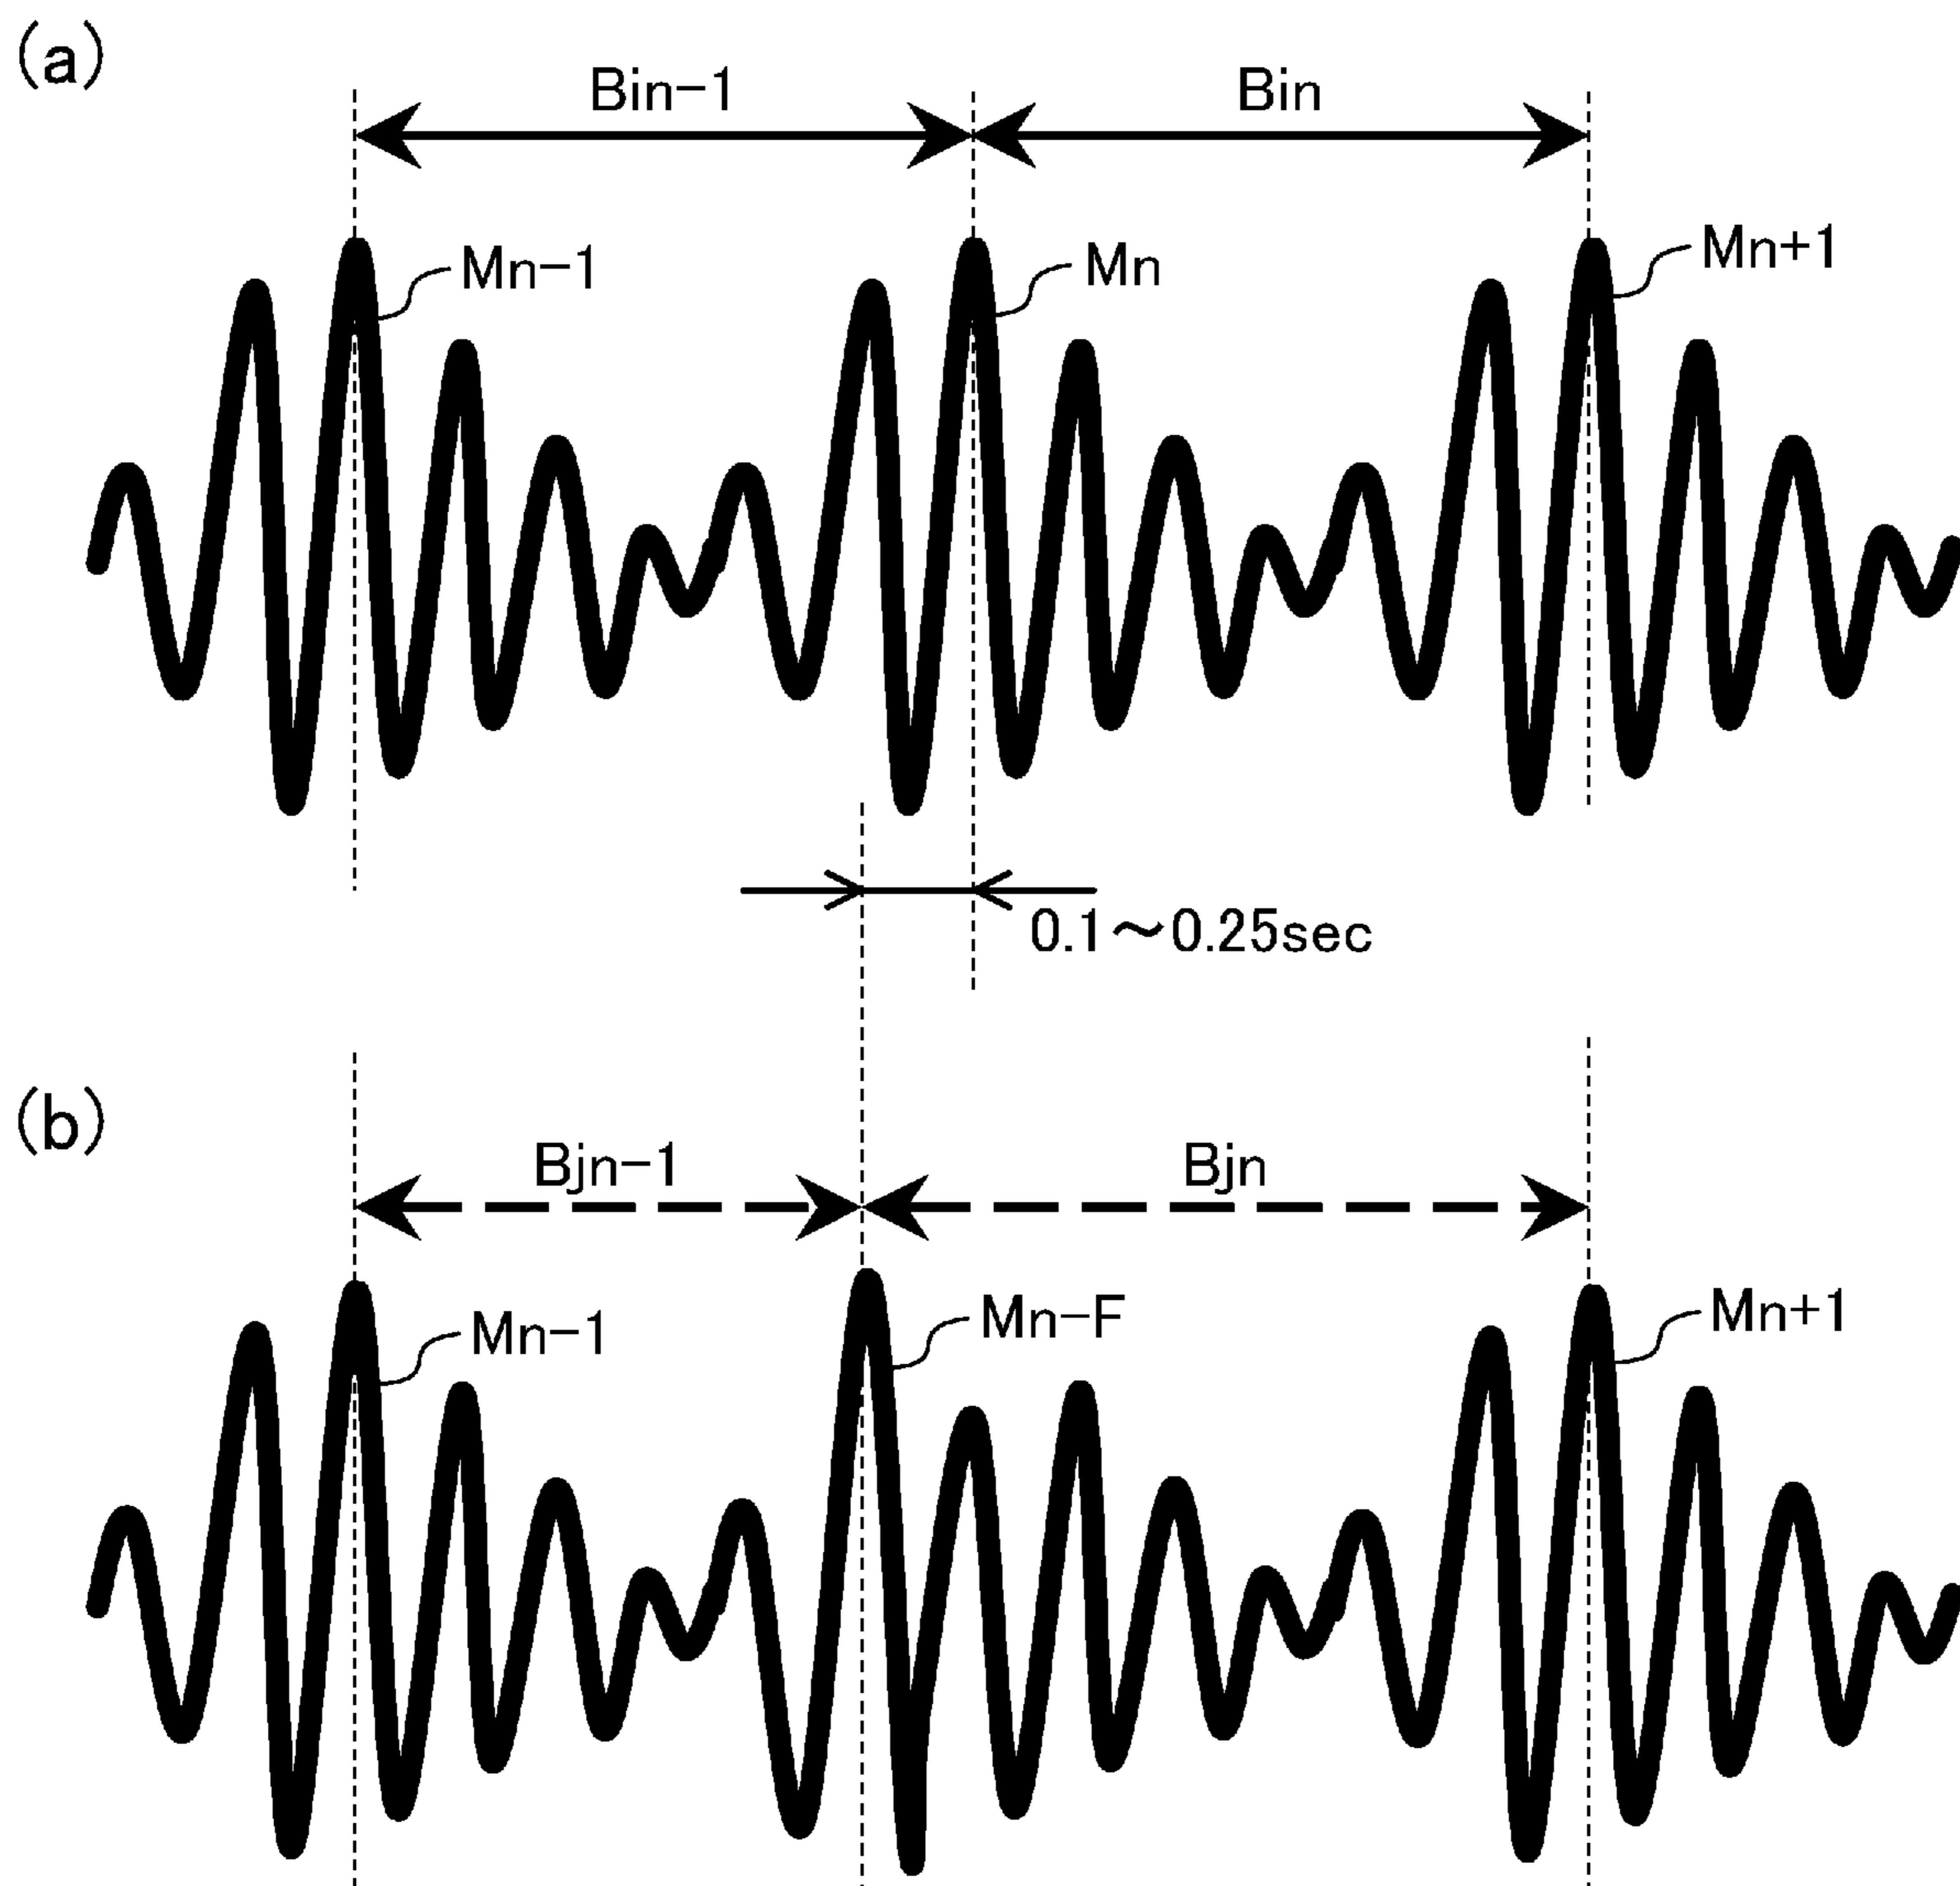 (a)
Bin-1
Bin
Mn-1
Mn
Mn+1
0.1～0.25sec
(b)
Bjn-1
Bjn
Mn-1
Mn-F
Mn+1